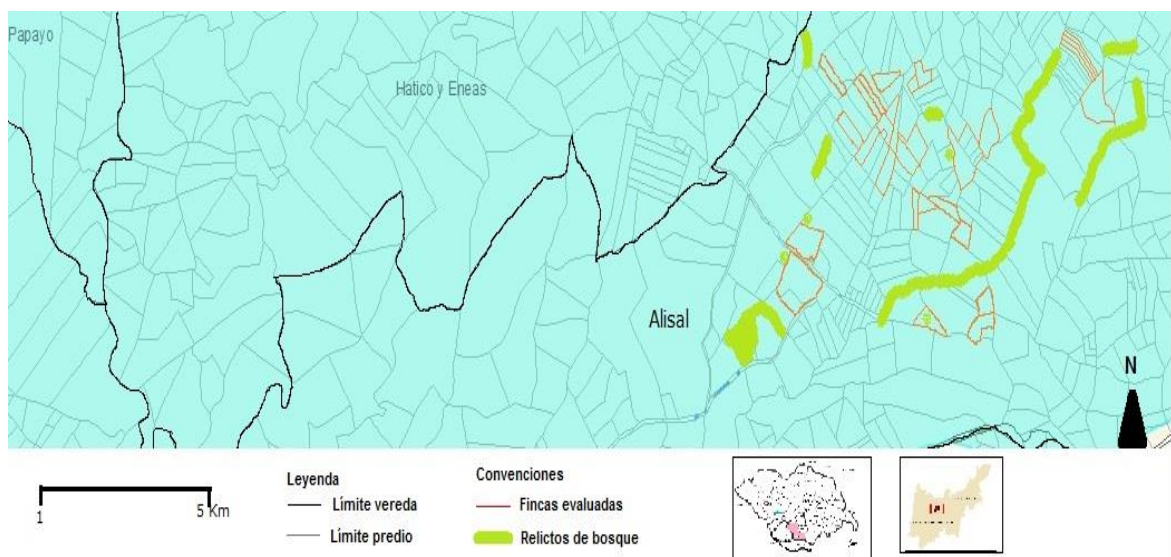 Papayo
Hatico y Eneas
Alisal
N
1
5 Km
Leyenda
Límite vereda
Límite predio
Convenciones
Fincas evaluadas
Relictos de bosque